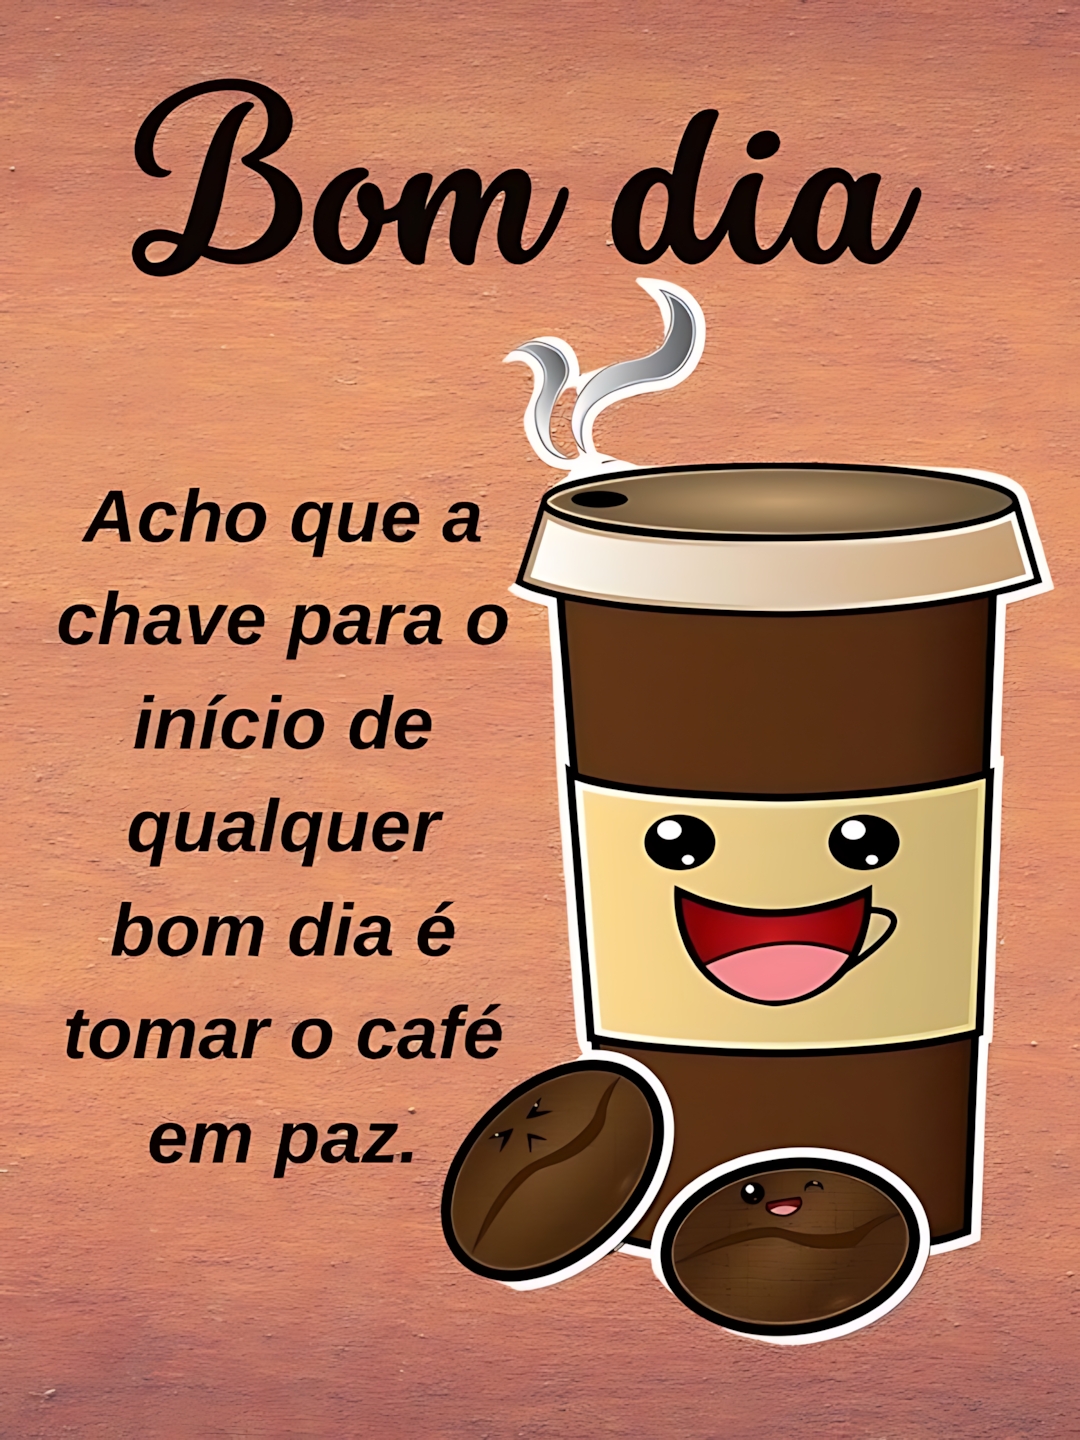 Bom dia
Acho que a
chave para o
início de
qualquer
bom dia é
tomar o café
em paz.